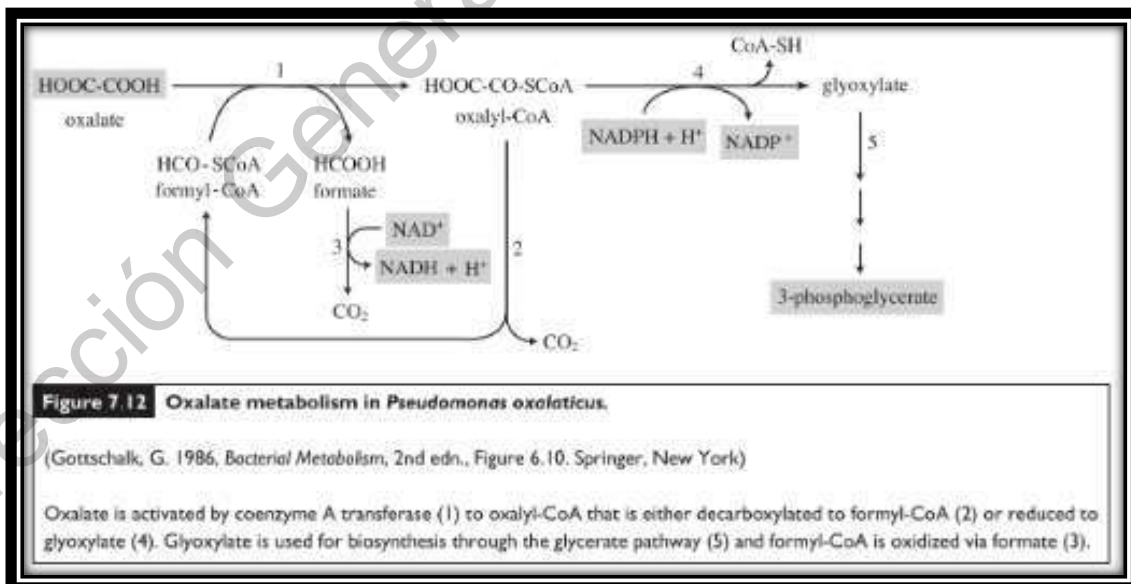 CoA-SH
1
4
HOOC-COOH
HOOC-CO-SCoA
glyoxylate
oxalate
oxalyl-CoA
NADPH + H⁺
NADP⁺
5
HCO-SCoA
HCOOH
formyl-CoA
formate
NAD⁺
3
2
NADH + H⁺
3-phosphoglycerate
CO₂
CO₂
Figure 7.12 Oxalate metabolism in Pseudomonas oxalaticus.
(Gottschalk, G. 1986, Bacterial Metabolism, 2nd edn., Figure 6.10. Springer, New York)
Oxalate is activated by coenzyme A transferase (1) to oxalyl-CoA that is either decarboxylated to formyl-CoA (2) or reduced to
glyoxylate (4). Glyoxylate is used for biosynthesis through the glycerate pathway (5) and formyl-CoA is oxidized via formate (3).